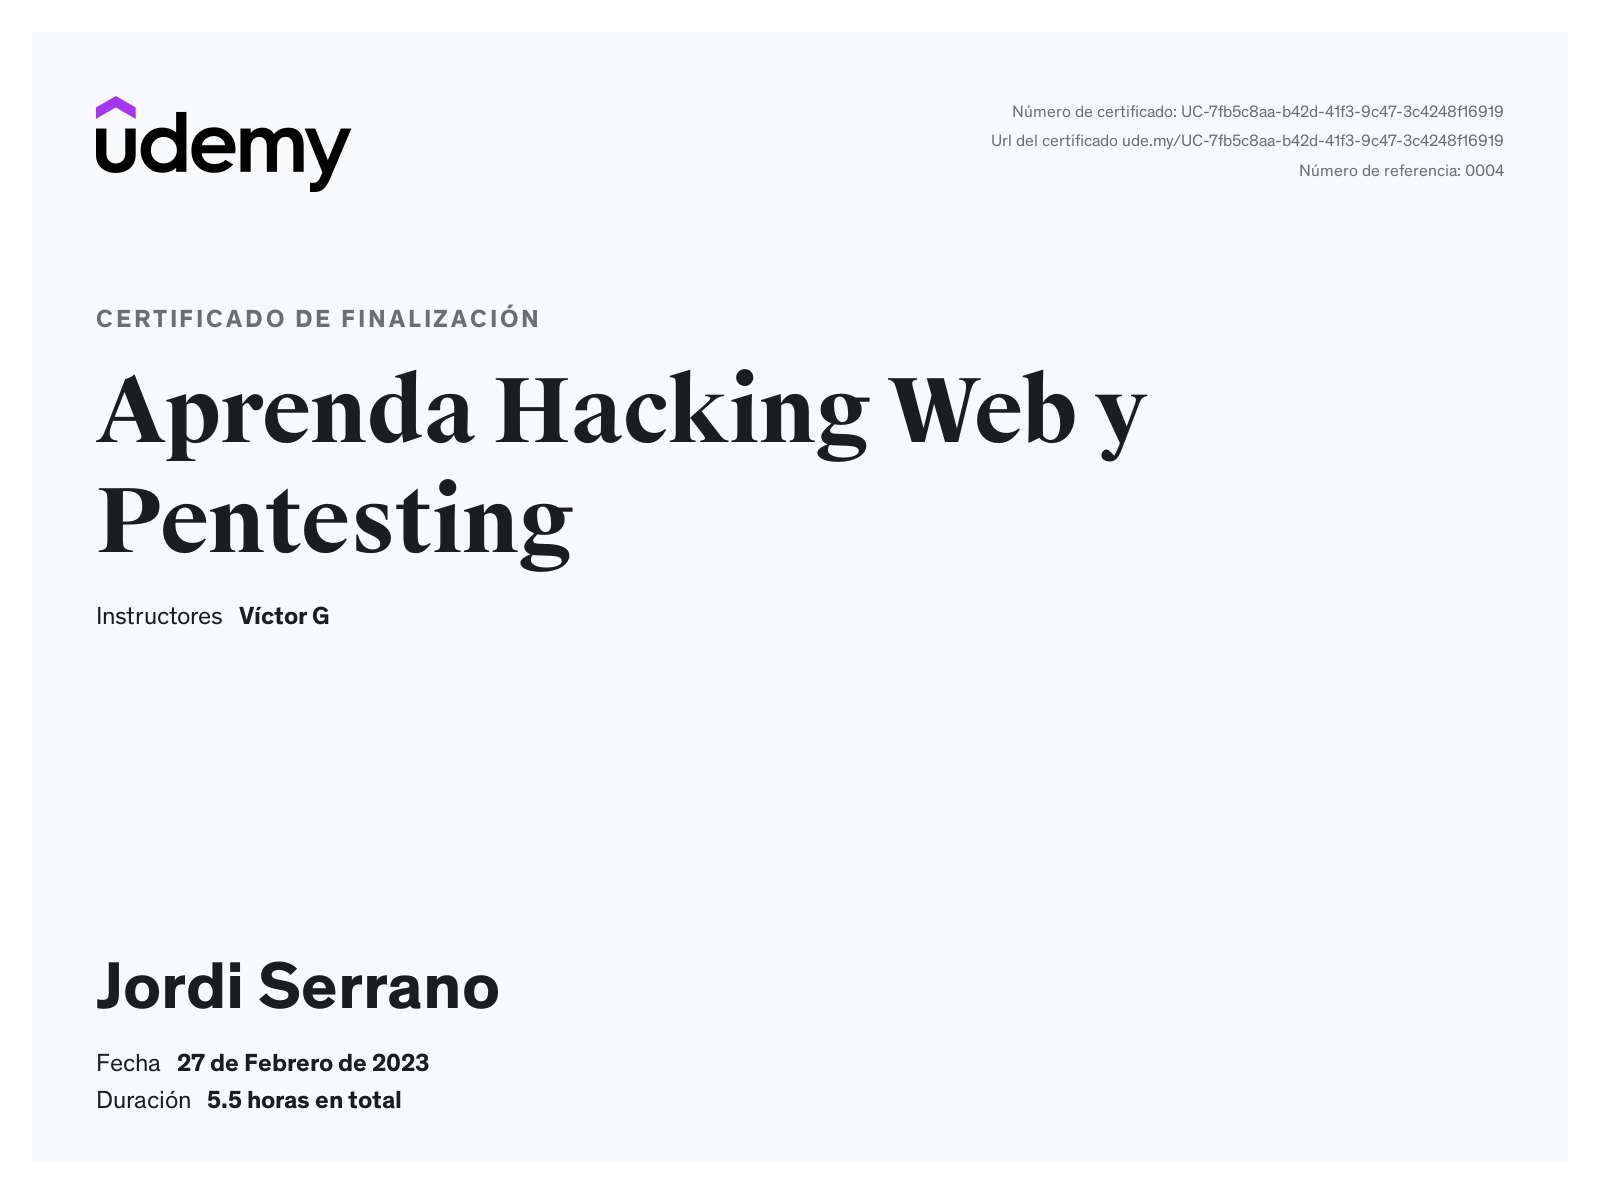 udemy
Número de certificado: UC-7fb5c8aa-b42d-41f3-9c47-3c4248f16919
Url del certificado ude.my/UC-7fb5c8aa-b42d-41f3-9c47-3c4248f16919
Número de referencia: 0004
CERTIFICADO DE FINALIZACIÓN
Aprenda Hacking Web y
Pentesting
Instructores Víctor G
Jordi Serrano
Fecha 27 de Febrero de 2023
Duración 5.5 horas en total